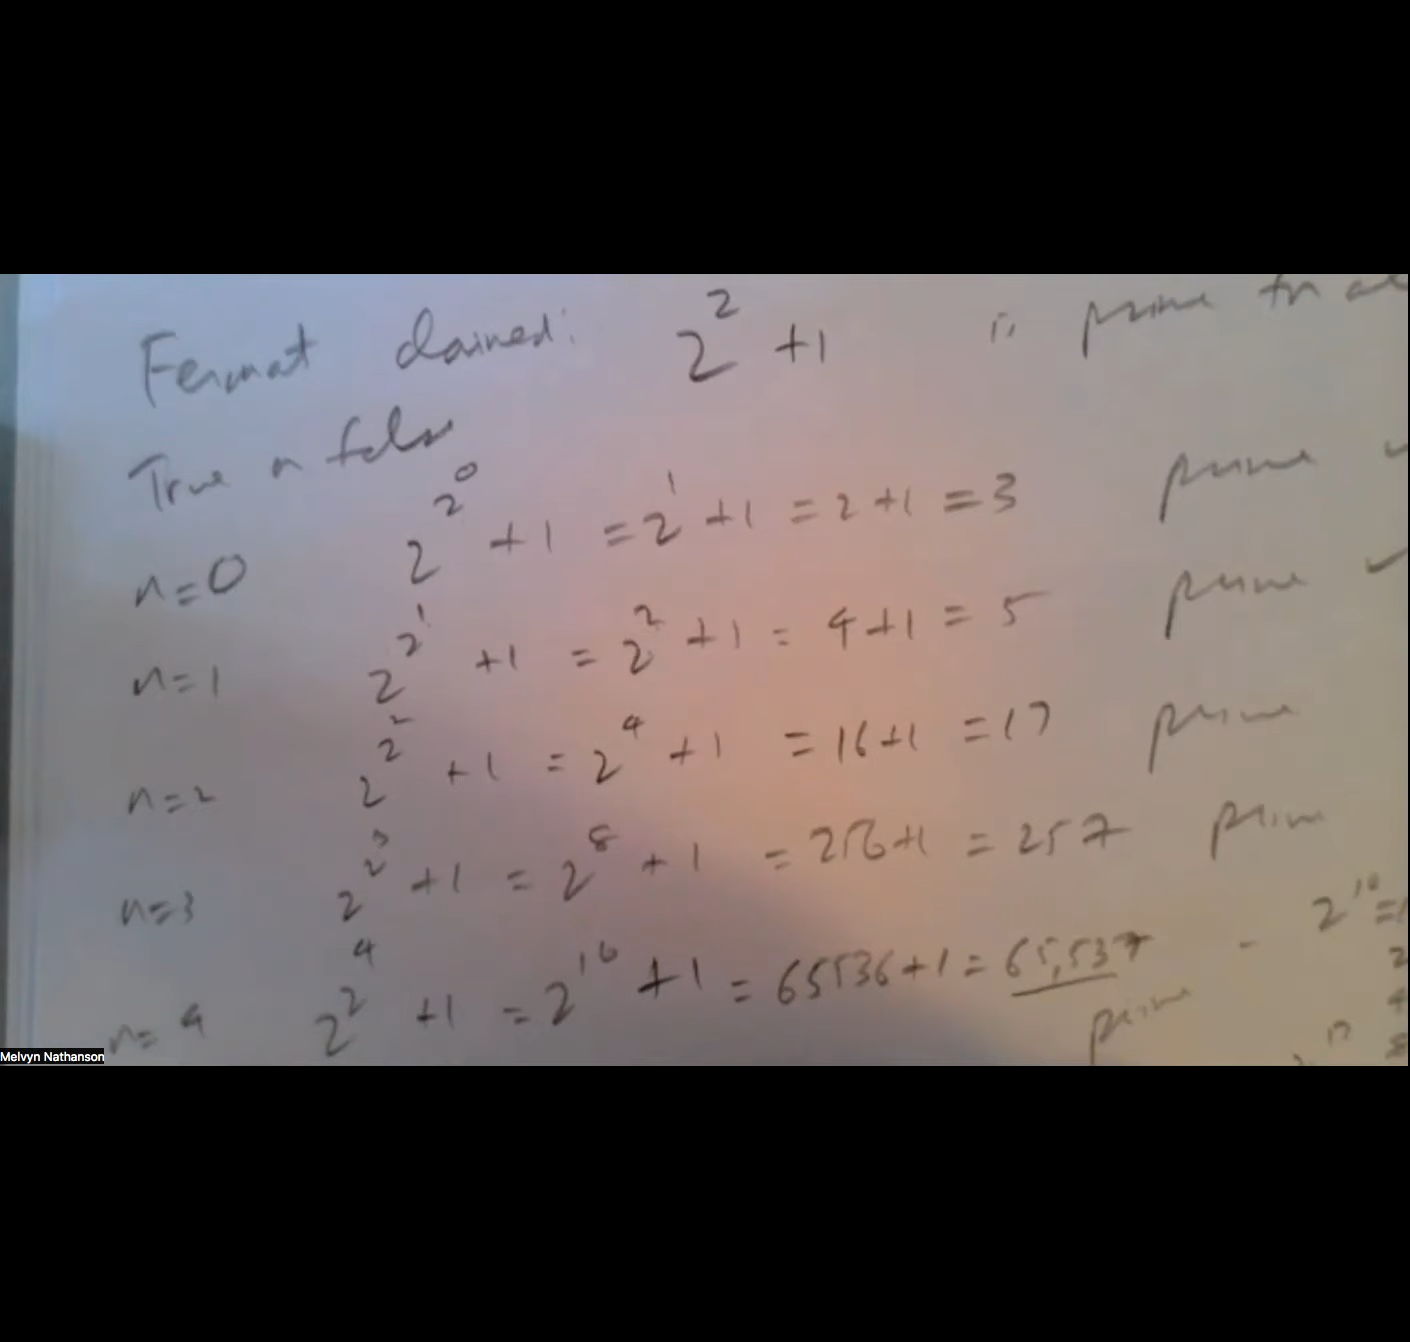 Fermat claimed: 2^2 + 1 is prime for al
True or false
n=0 2^2^0 + 1 = 2^1 + 1 = 2 + 1 = 3 prime
n=1 2^2^1 + 1 = 2^2 + 1 = 4 + 1 = 5 prime ✓
n=2 2^2^2 + 1 = 2^4 + 1 = 16 + 1 = 17 prime
n=3 2^2^3 + 1 = 2^8 + 1 = 256 + 1 = 257 prime
n=4 2^2^4 + 1 = 2^16 + 1 = 65536 + 1 = 65,537 - 2^10 = 1
prime
Melvyn Nathanson